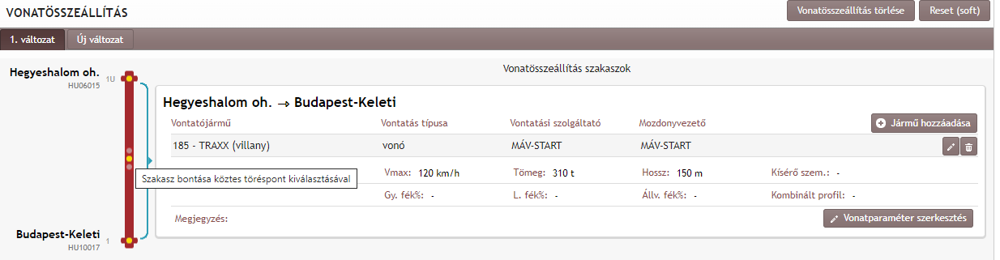 VONATÖSSZEÁLLÍTÁS
Vonatösszeállítás törlése
Reset (soft)
1. változat
Új változat
Vonatösszeállítás szakaszok
Hegyeshalom oh.
HU06015
1U
Hegyeshalom oh. → Budapest-Keleti
Vontatójármű Vontatás típusa Vontatási szolgáltató Mozdonyvezető
Jármű hozzáadása
185 - TRAXX (villany) vonó MÁV-START MÁV-START
Szakasz bontása köztes töréspont kiválasztásával
Vmax: 120 km/h Tömeg: 310 t Hossz: 150 m Kísérő szem.: -
Gy. fék%: - L. fék%: - Állv. fék%: - Kombinált profil: -
Megjegyzés:
Vonatparaméter szerkesztés
Budapest-Keleti
HU10017
1